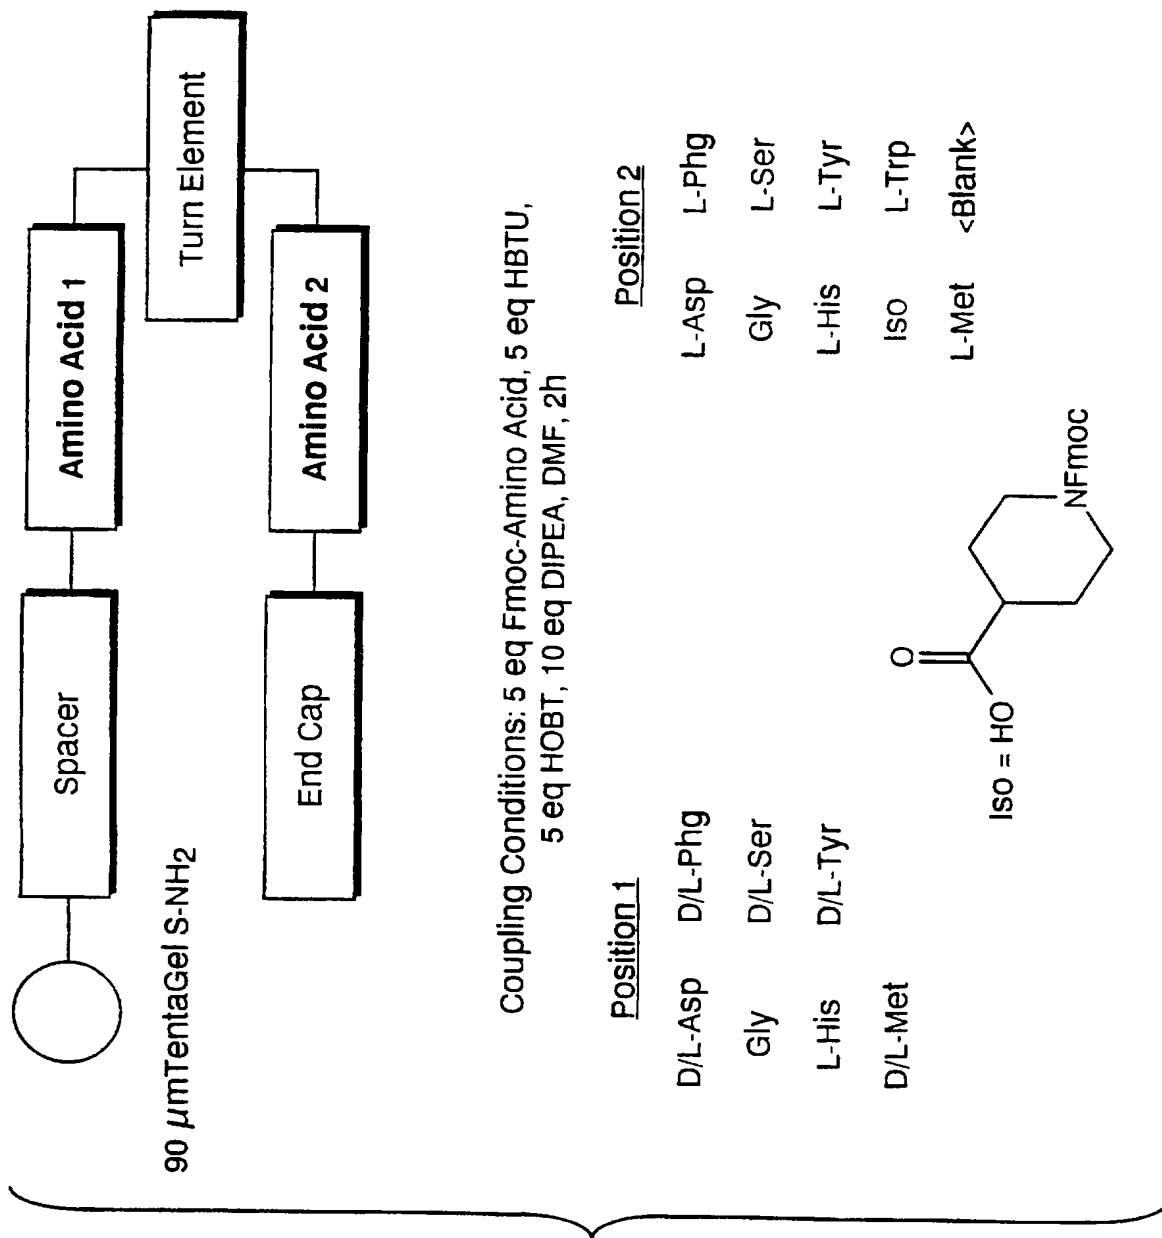 Spacer
Amino Acid 1
Turn Element
End Cap
Amino Acid 2
90 µmTentaGel S-NH2
Coupling Conditions: 5 eq Fmoc-Amino Acid, 5 eq HBTU,
5 eq HOBT, 10 eq DIPEA, DMF, 2h
Position 1
D/L-Asp D/L-Phg
Gly D/L-Ser
L-His D/L-Tyr
D/L-Met
Position 2
L-Asp L-Phg
Gly L-Ser
L-His L-Tyr
Iso L-Trp
L-Met <Blank>
O
Iso = HO
NFmoc